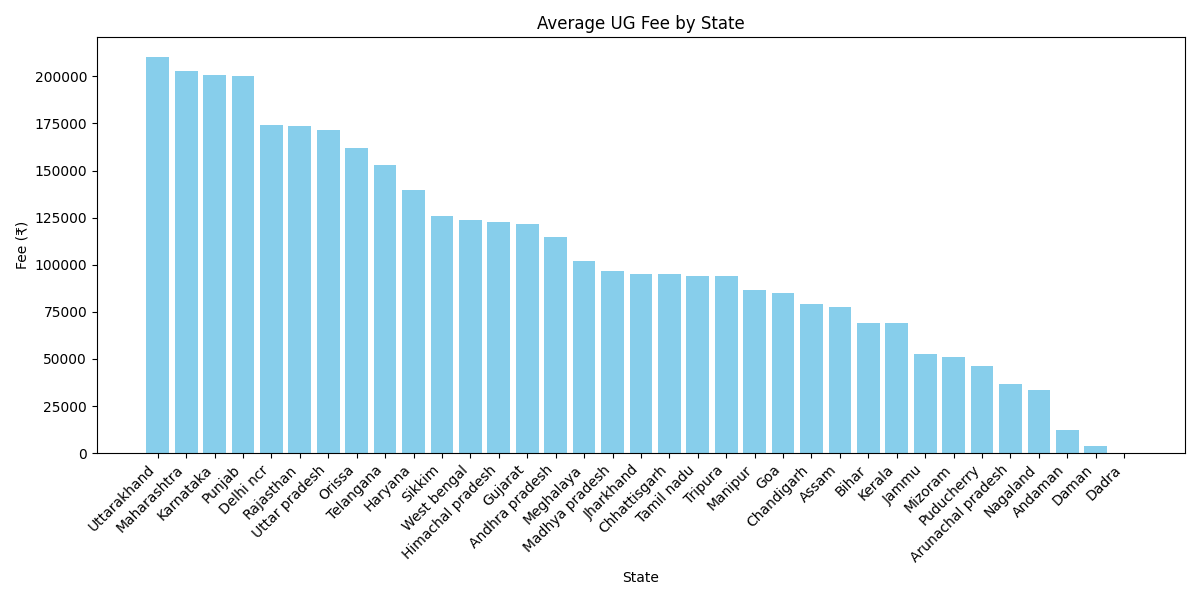 Average UG Fee by State
Fee (₹)
200000
175000
150000
125000
100000
75000
50000
25000
0
Uttarakhand
Maharashtra
Karnataka
Punjab
Delhi ncr
Rajasthan
Uttar pradesh
Orissa
Telangana
Haryana
Sikkim
West bengal
Himachal pradesh
Gujarat
Andhra pradesh
Meghalaya
Madhya pradesh
Jharkhand
Chhattisgarh
Tamil nadu
Tripura
Manipur
Goa
Chandigarh
Assam
Bihar
Kerala
Jammu
Mizoram
Puducherry
Arunachal pradesh
Nagaland
Andaman
Daman
Dadra
State